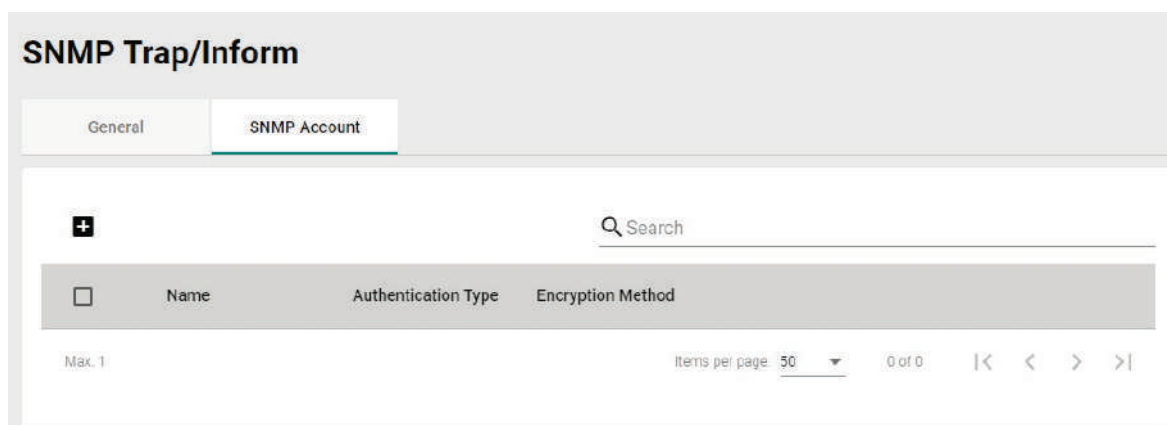 SNMP Trap/Inform
General SNMP Account
Search
Name Authentication Type Encryption Method
Max. 1 Items per page 50 0 of 0